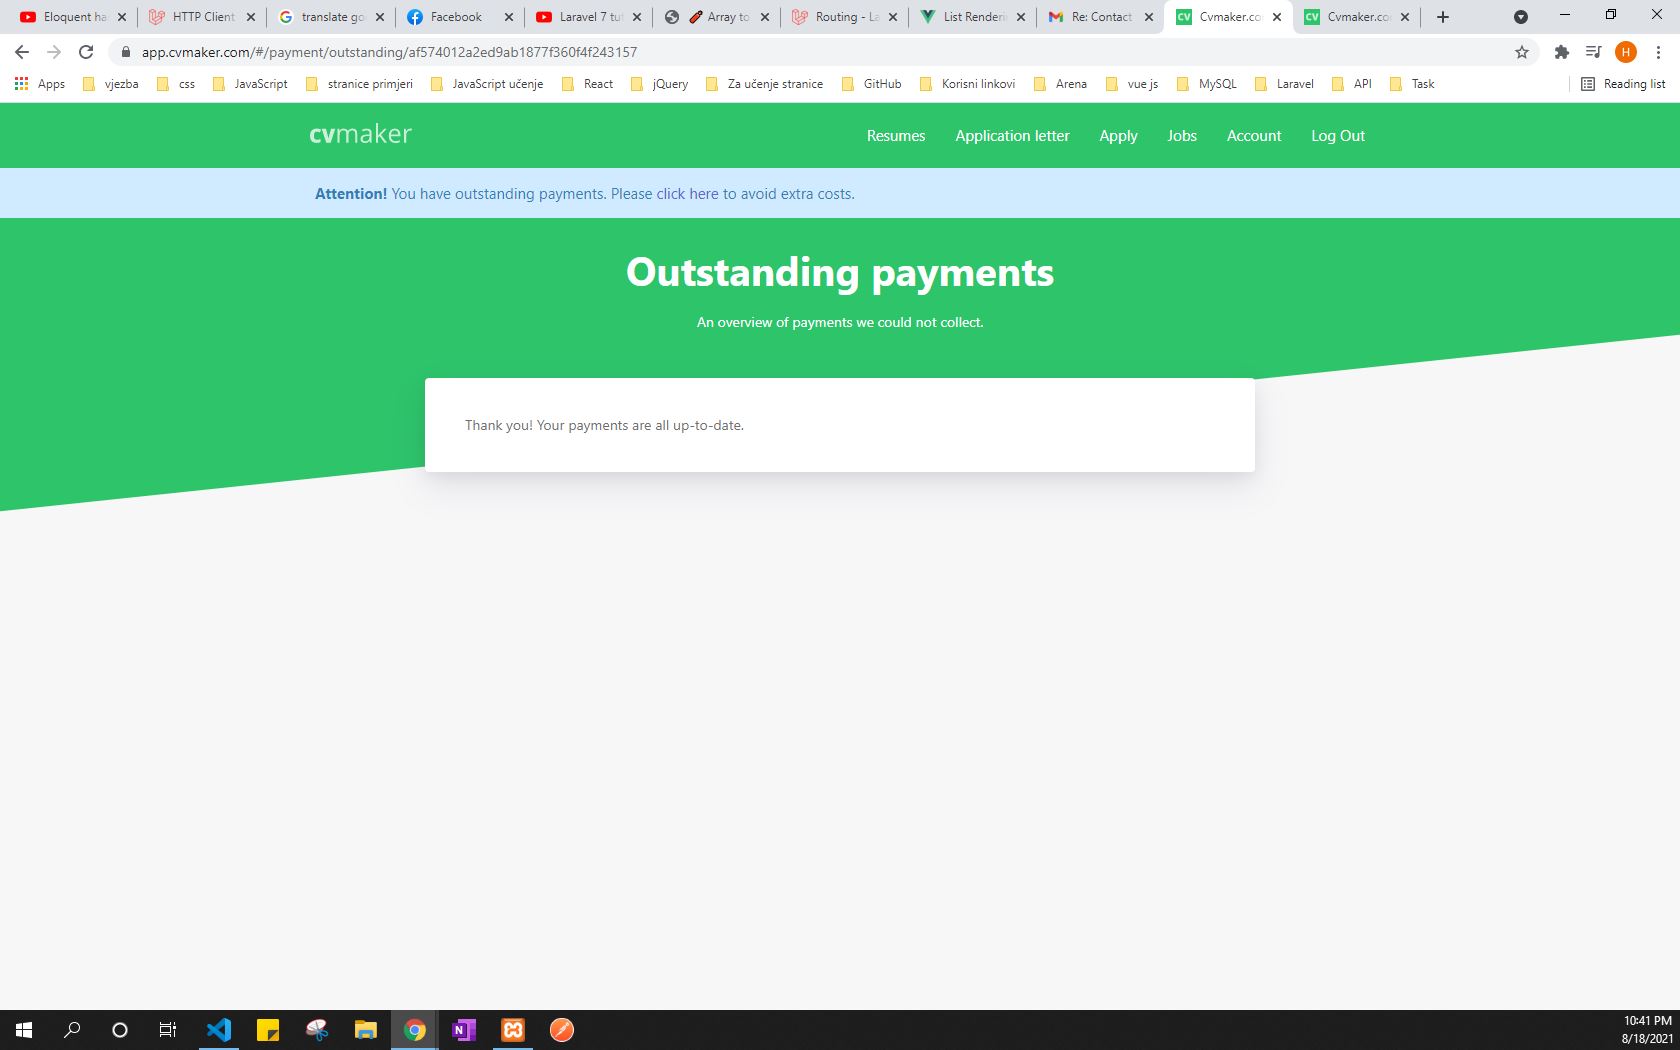 Eloquent ha
HTTP Client
translate go
Facebook
Laravel 7 tut
Array to
Routing - La
List Renderi
Re: Contact
Cvmaker.co
Cvmaker.co
app.cvmaker.com/#/payment/outstanding/af574012a2ed9ab1877f360f4f243157
H
Apps
vjezba
css
JavaScript
stranice primjeri
JavaScript učenje
React
jQuery
Za učenje stranice
GitHub
Korisni linkovi
Arena
vue js
MySQL
Laravel
API
Task
Reading list
cvmaker
Resumes
Application letter
Apply
Jobs
Account
Log Out
Attention! You have outstanding payments. Please click here to avoid extra costs.
Outstanding payments
An overview of payments we could not collect.
Thank you! Your payments are all up-to-date.
10:41 PM
8/18/2021